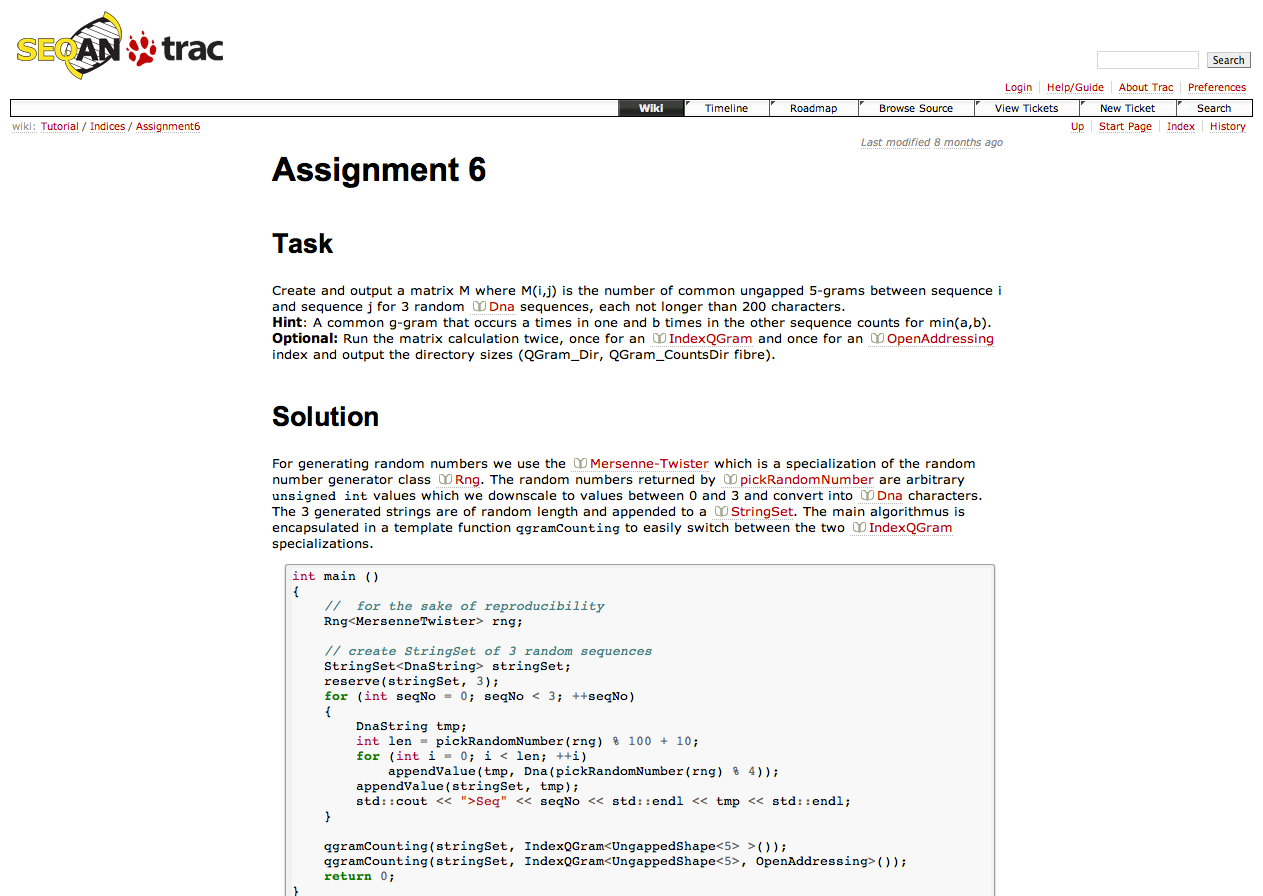 SEQAN trac
Search
Login Help/Guide About Trac Preferences
Wiki Timeline Roadmap Browse Source View Tickets New Ticket Search
wiki: Tutorial / Indices / Assignment6 Up Start Page Index History
Last modified 8 months ago
Assignment 6
Task
Create and output a matrix M where M(i,j) is the number of common ungapped 5-grams between sequence i
and sequence j for 3 random Dna sequences, each not longer than 200 characters.
Hint: A common g-gram that occurs a times in one and b times in the other sequence counts for min(a,b).
Optional: Run the matrix calculation twice, once for an IndexQGram and once for an OpenAddressing
index and output the directory sizes (QGram_Dir, QGram_CountsDir fibre).
Solution
For generating random numbers we use the Mersenne-Twister which is a specialization of the random
number generator class Rng. The random numbers returned by pickRandomNumber are arbitrary
unsigned int values which we downscale to values between 0 and 3 and convert into Dna characters.
The 3 generated strings are of random length and appended to a StringSet. The main algorithmus is
encapsulated in a template function qgramCounting to easily switch between the two IndexQGram
specializations.
int main ()
{
    //  for the sake of reproducibility
    Rng<MersenneTwister> rng;
    // create StringSet of 3 random sequences
    StringSet<DnaString> stringSet;
    reserve(stringSet, 3);
    for (int seqNo = 0; seqNo < 3; ++seqNo)
    {
        DnaString tmp;
        int len = pickRandomNumber(rng) % 100 + 10;
        for (int i = 0; i < len; ++i)
            appendValue(tmp, Dna(pickRandomNumber(rng) % 4));
        appendValue(stringSet, tmp);
        std::cout << ">Seq" << seqNo << std::endl << tmp << std::endl;
    }
    qgramCounting(stringSet, IndexQGram<UngappedShape<5> >());
    qgramCounting(stringSet, IndexQGram<UngappedShape<5>, OpenAddressing>());
    return 0;
}